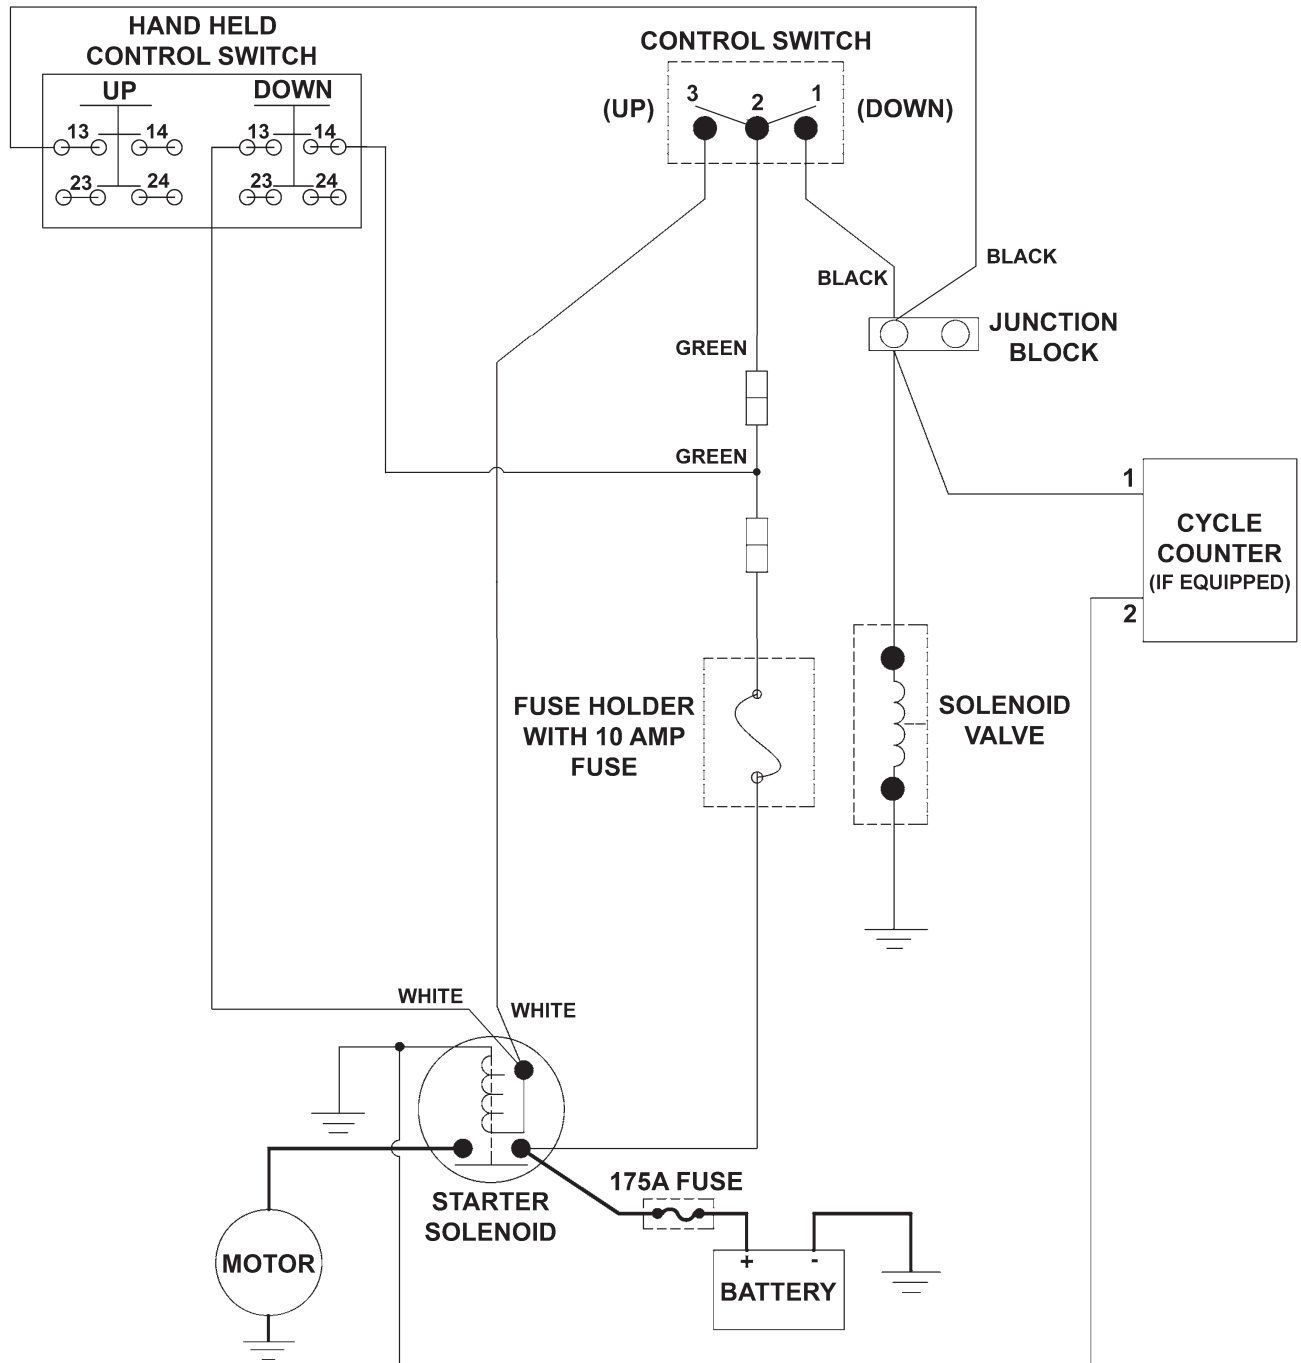 HAND HELD
CONTROL SWITCH
UP
DOWN
13
14
13
14
23
24
23
24
CONTROL SWITCH
(UP)
3
2
1
(DOWN)
BLACK
BLACK
JUNCTION
BLOCK
GREEN
GREEN
1
CYCLE
COUNTER
(IF EQUIPPED)
2
FUSE HOLDER
WITH 10 AMP
FUSE
SOLENOID
VALVE
WHITE
WHITE
STARTER
SOLENOID
175A FUSE
MOTOR
+
-
BATTERY